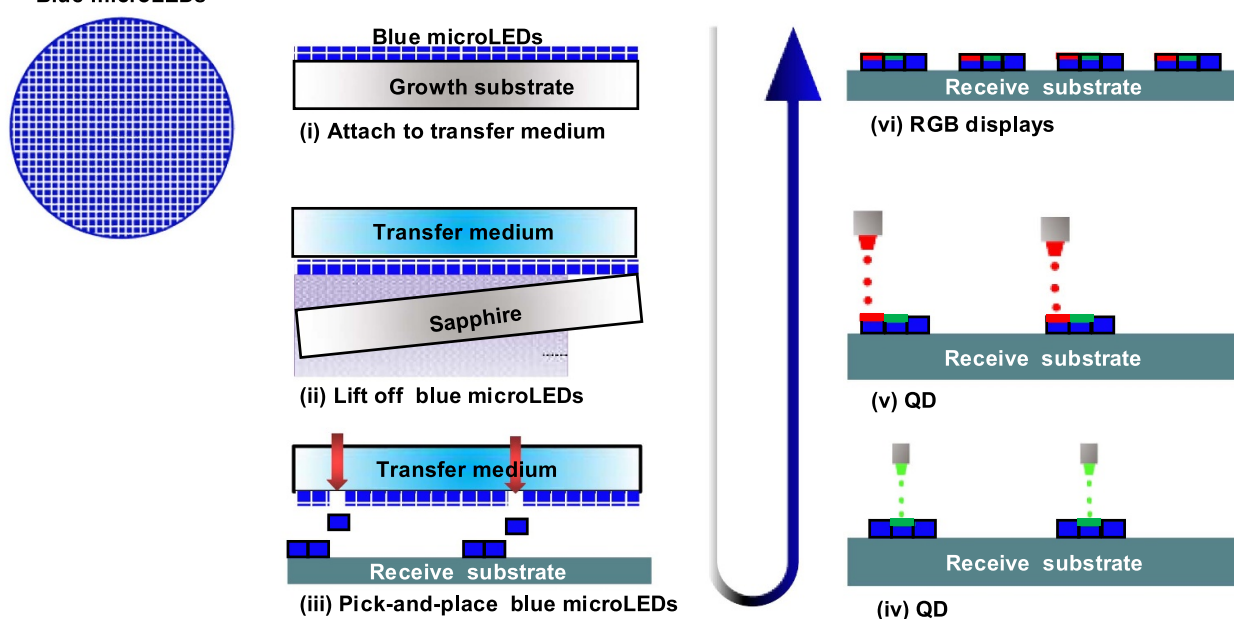 Blue microLEDs
Blue microLEDs
Growth substrate
(i) Attach to transfer medium
Transfer medium
Sapphire
(ii) Lift off blue microLEDs
Transfer medium
Receive substrate
(iii) Pick-and-place blue microLEDs
Receive substrate
(vi) RGB displays
Receive substrate
(v) QD
Receive substrate
(iv) QD